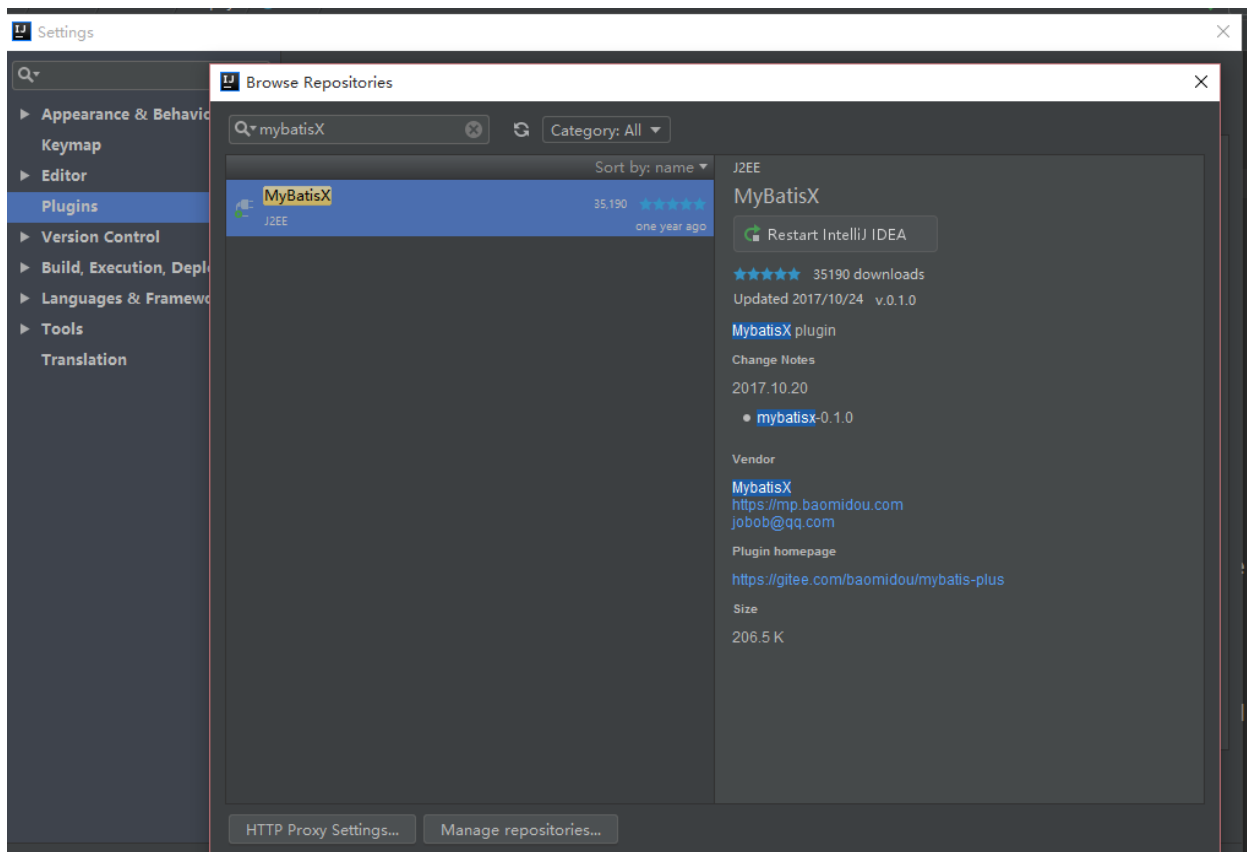 Settings
Browse Repositories
Appearance & Behavio
Keymap
Editor
Plugins
Version Control
Build, Execution, Depl
Languages & Framewo
Tools
Translation
mybatisX
Category: All
Sort by: name
MyBatisX
35,190
J2EE
one year ago
J2EE
MyBatisX
Restart IntelliJ IDEA
35190 downloads
Updated 2017/10/24 v.0.1.0
MybatisX plugin
Change Notes
2017.10.20
mybatisx-0.1.0
Vendor
MybatisX
https://mp.baomidou.com
jobob@qq.com
Plugin homepage
https://gitee.com/baomidou/mybatis-plus
Size
206.5 K
HTTP Proxy Settings...
Manage repositories...